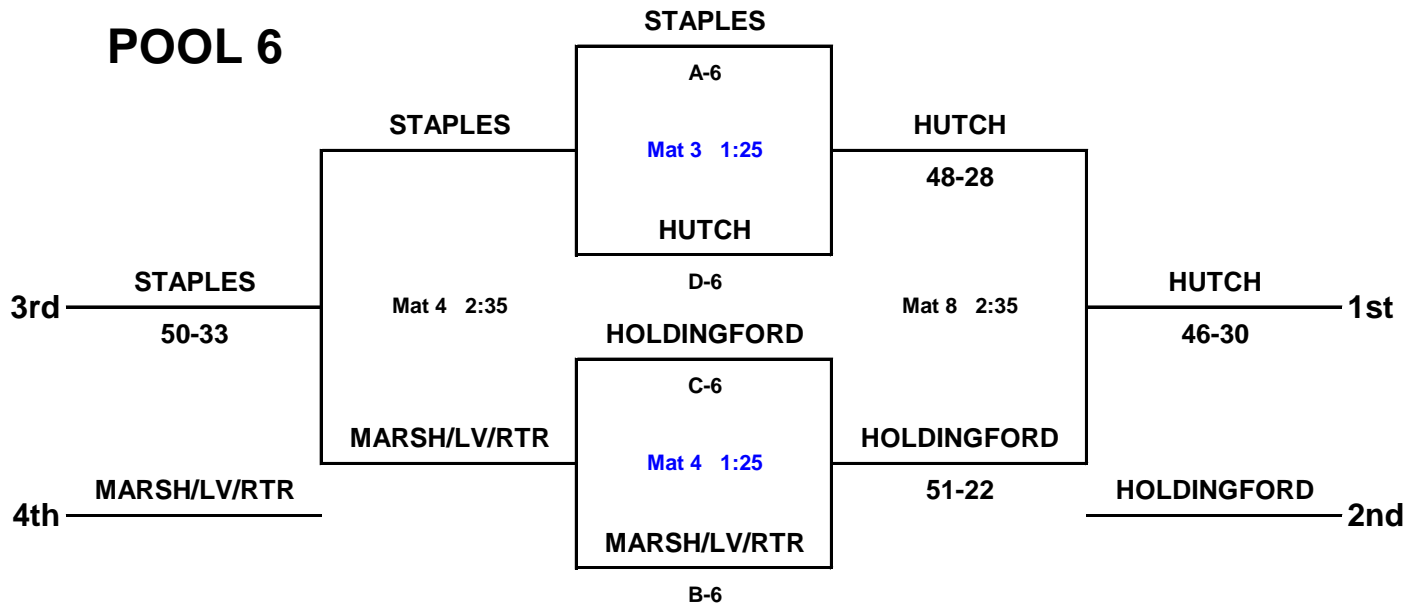 POOL 6
STAPLES
A-6
STAPLES
Mat 3 1:25
HUTCH
48-28
HUTCH
D-6
STAPLES
3rd
50-33
Mat 4 2:35
Mat 8 2:35
HUTCH
1st
46-30
HOLDINGFORD
C-6
MARSH/LV/RTR
Mat 4 1:25
HOLDINGFORD
51-22
MARSH/LV/RTR
4th
HOLDINGFORD
2nd
MARSH/LV/RTR
B-6